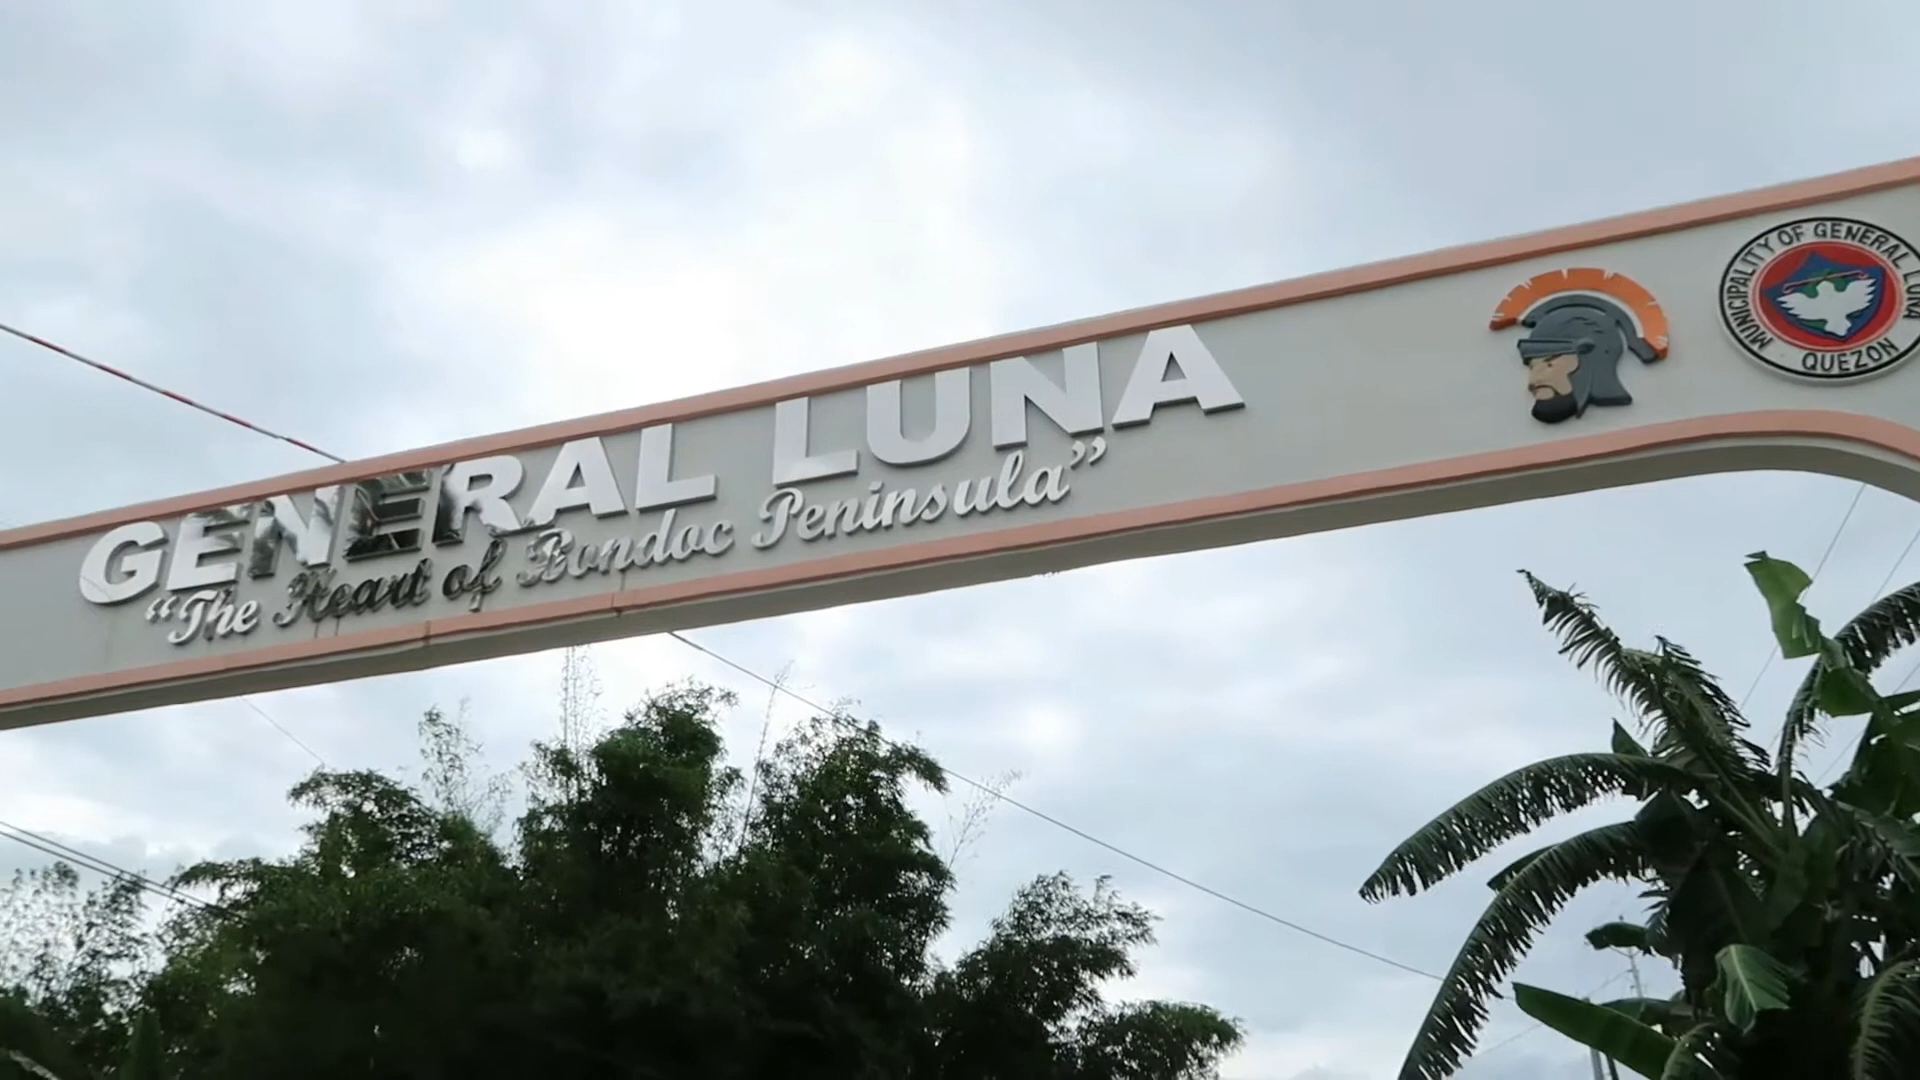 GENERAL LUNA
“The Heart of Bondoc Peninsula”
MUNICIPALITY OF GENERAL LUNA
QUEZON